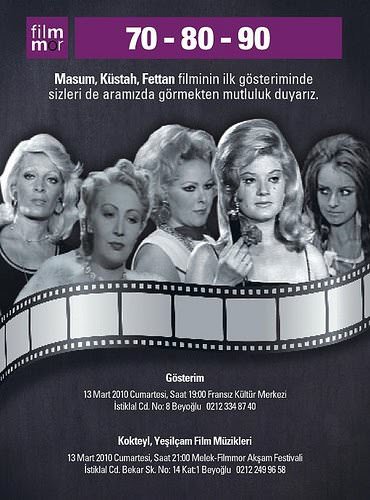 film
mor
70 - 80 - 90
Masum, Küstah, Fettan filminin ilk gösteriminde
sizleri de aramızda görmekten mutluluk duyarız.
Gösterim
13 Mart 2010 Cumartesi, Saat 19:00 Fransız Kültür Merkezi
İstiklal Cd. No: 8 Beyoğlu 0212 334 87 40
Kokteyl, Yeşilçam Film Müzikleri
13 Mart 2010 Cumartesi, Saat 21:00 Melek-Filmmor Akşam Festivali
İstiklal Cd. Bekar Sk. No: 14 Kat:1 Beyoğlu 0212 249 96 58